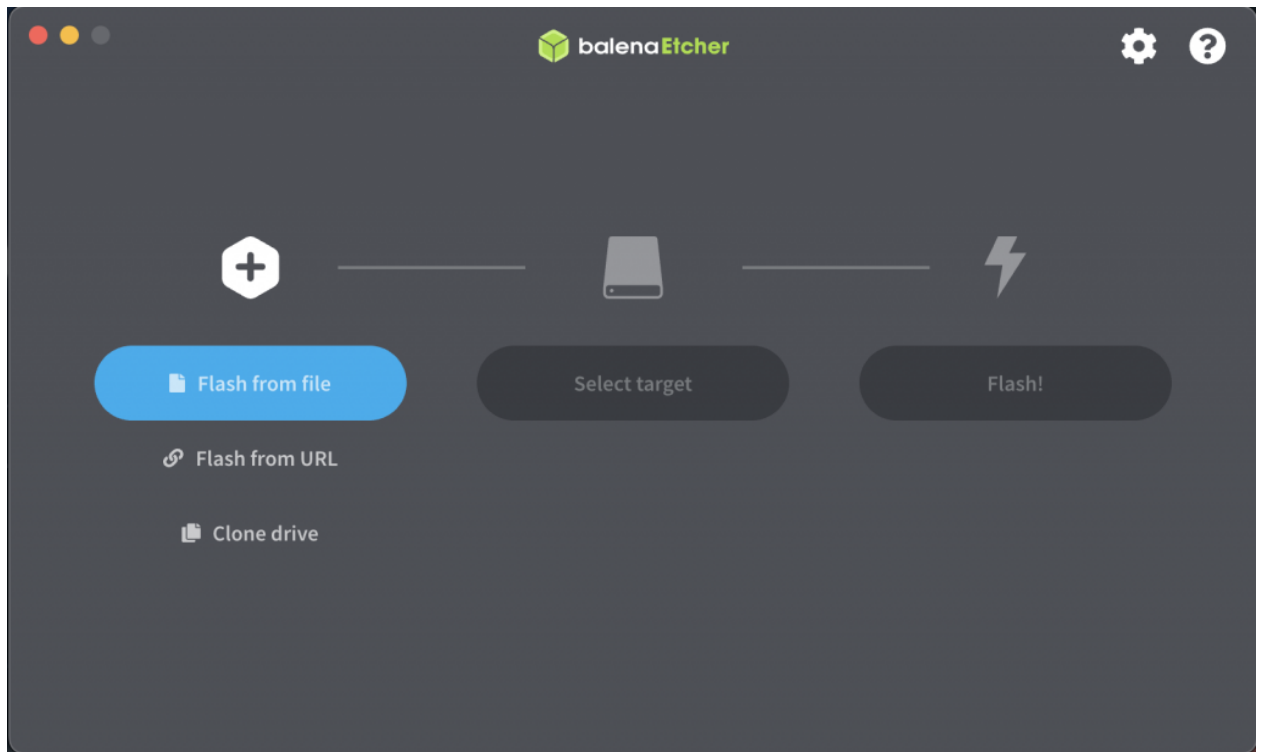 balenaEtcher
Flash from file
Select target
Flash!
Flash from URL
Clone drive